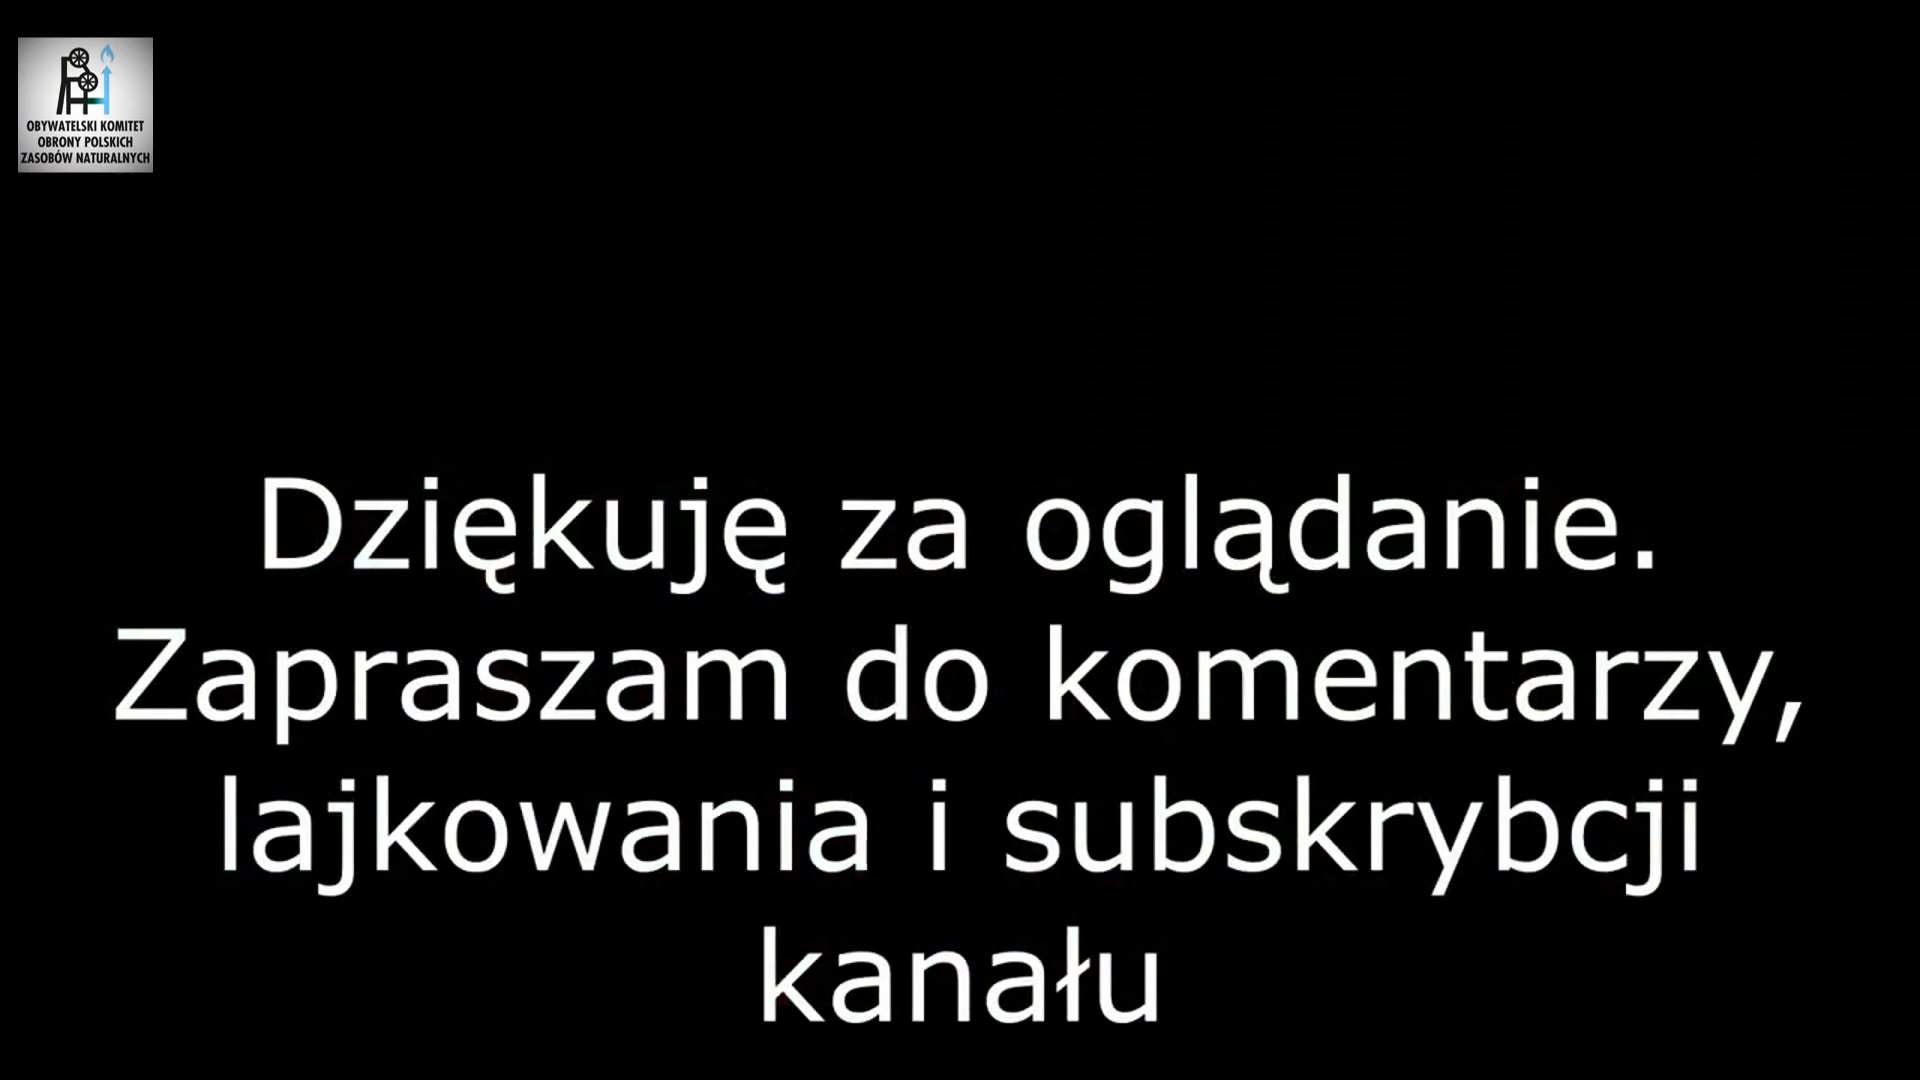 OBYWATELSKI KOMITET
OBRONY POLSKICH
ZASOBÓW NATURALNYCH
Dziękuję za oglądanie.
Zapraszam do komentarzy,
lajkowania i subskrybcji
kanału